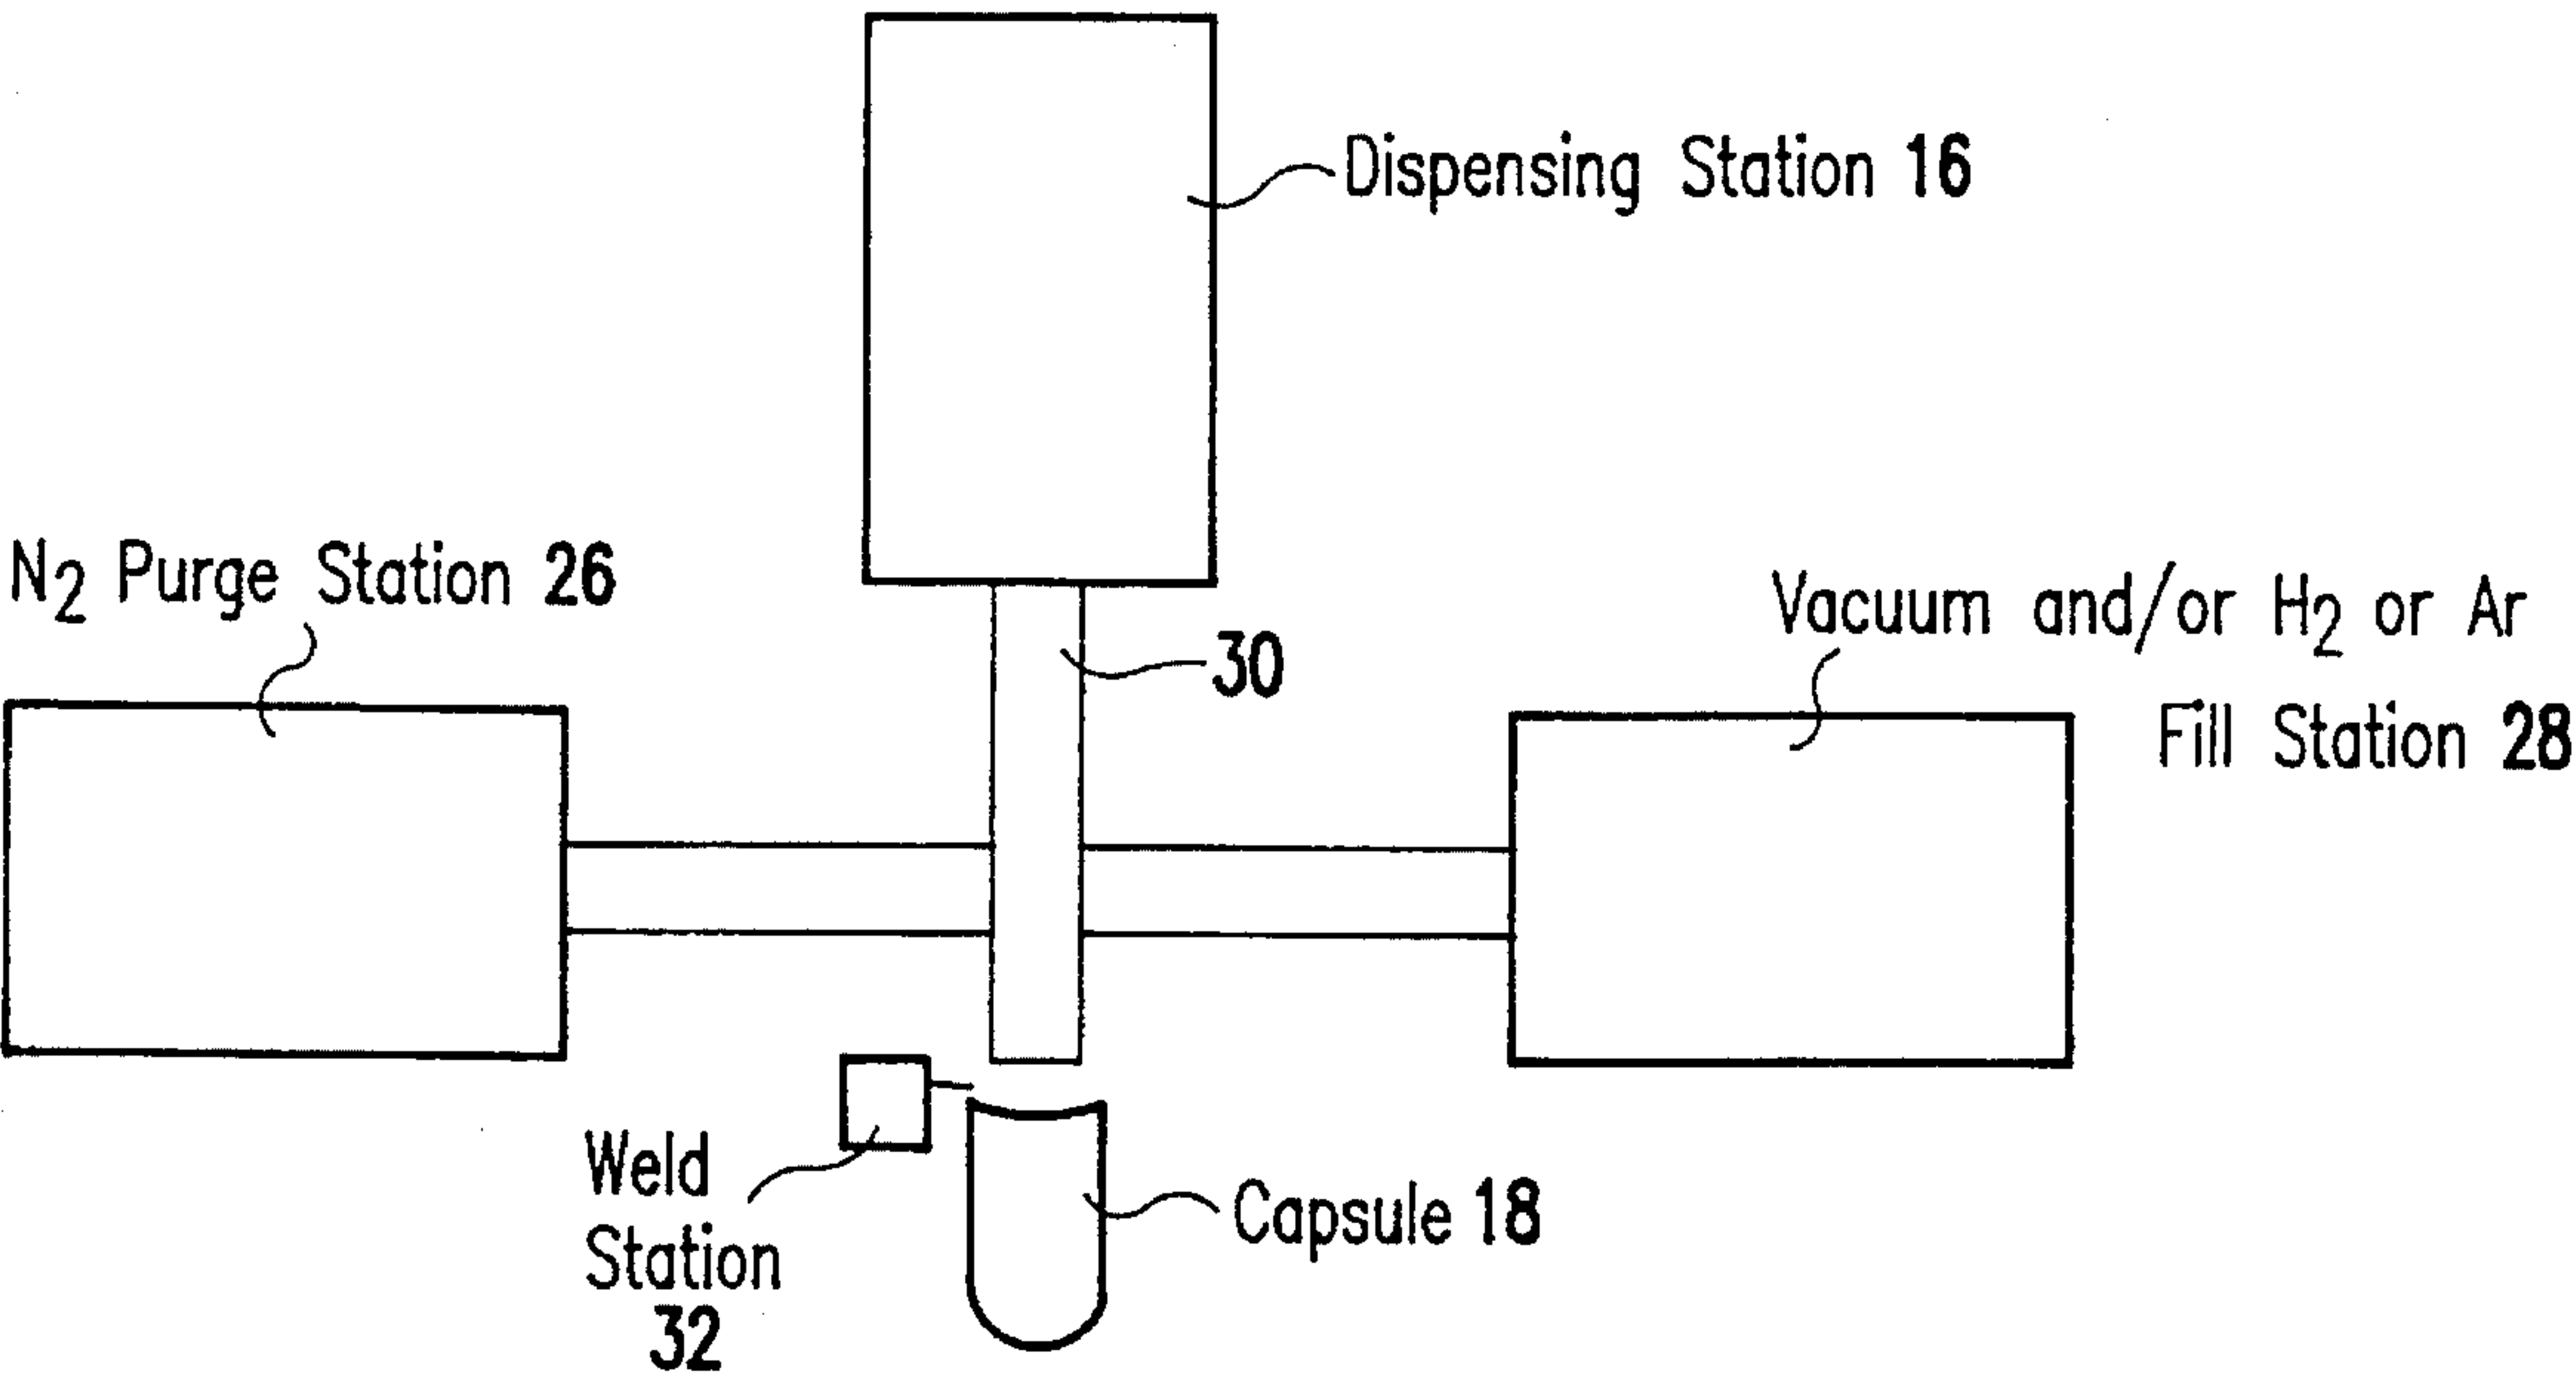 Dispensing Station 16
N2 Purge Station 26
Vacuum and/or H2 or Ar
Fill Station 28
30
Weld
Station
32
Capsule 18